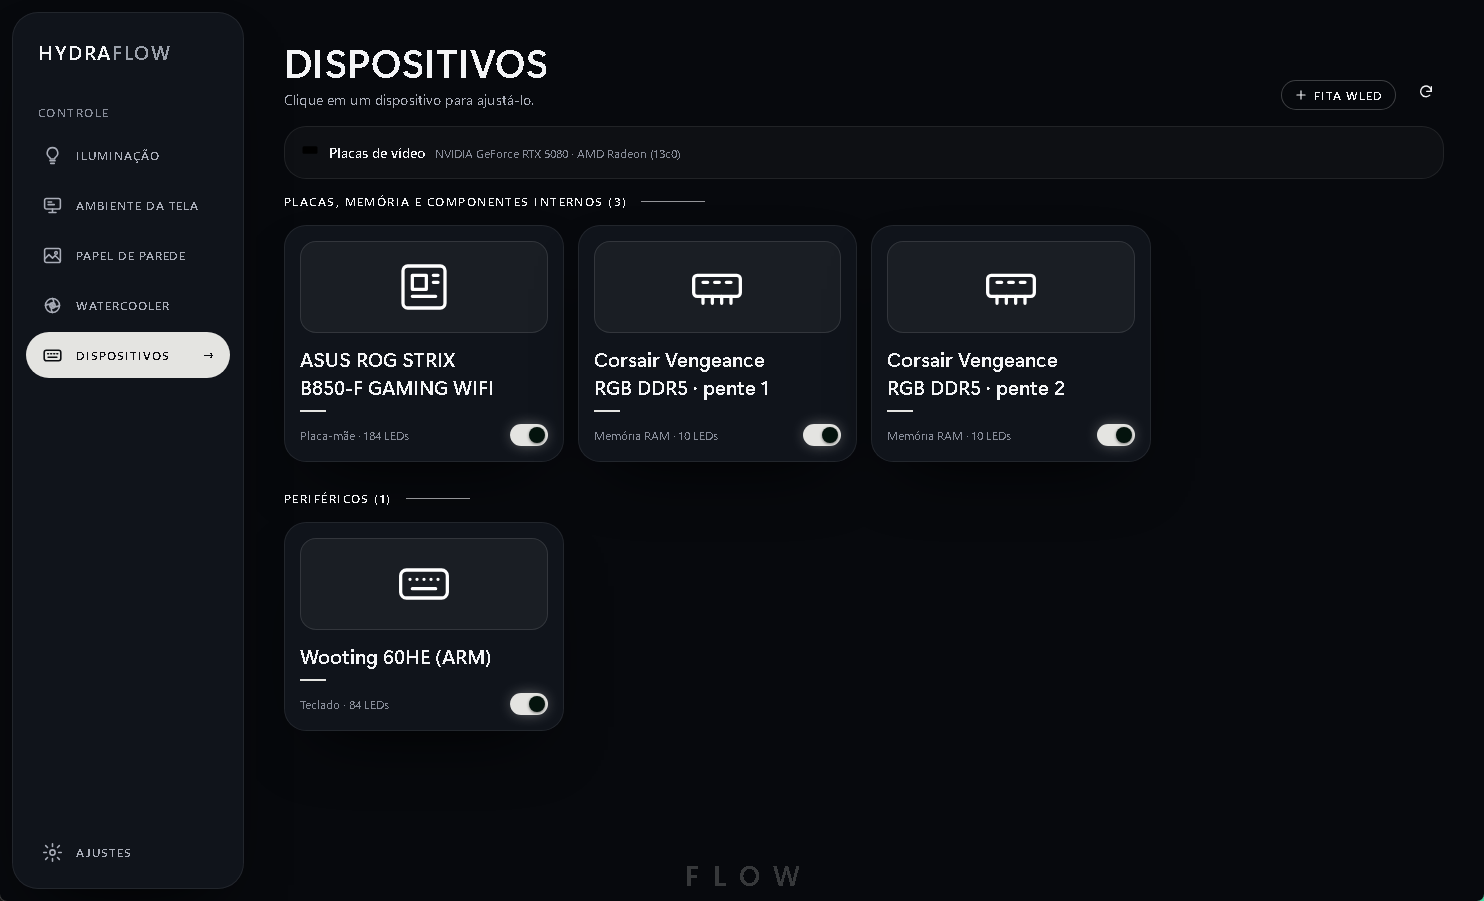 HYDRAFLOW
CONTROLE
ILUMINAÇÃO
AMBIENTE DA TELA
PAPEL DE PAREDE
WATERCOOLER
DISPOSITIVOS →
AJUSTES
DISPOSITIVOS
Clique em um dispositivo para ajustá-lo.
+ FITA WLED
Placas de vídeo NVIDIA GeForce RTX 5080 · AMD Radeon (13c0)
PLACAS, MEMÓRIA E COMPONENTES INTERNOS (3)
ASUS ROG STRIX
B850-F GAMING WIFI
Placa-mãe · 184 LEDs
Corsair Vengeance
RGB DDR5 · pente 1
Memória RAM · 10 LEDs
Corsair Vengeance
RGB DDR5 · pente 2
Memória RAM · 10 LEDs
PERIFÉRICOS (1)
Wooting 60HE (ARM)
Teclado · 84 LEDs
FLOW